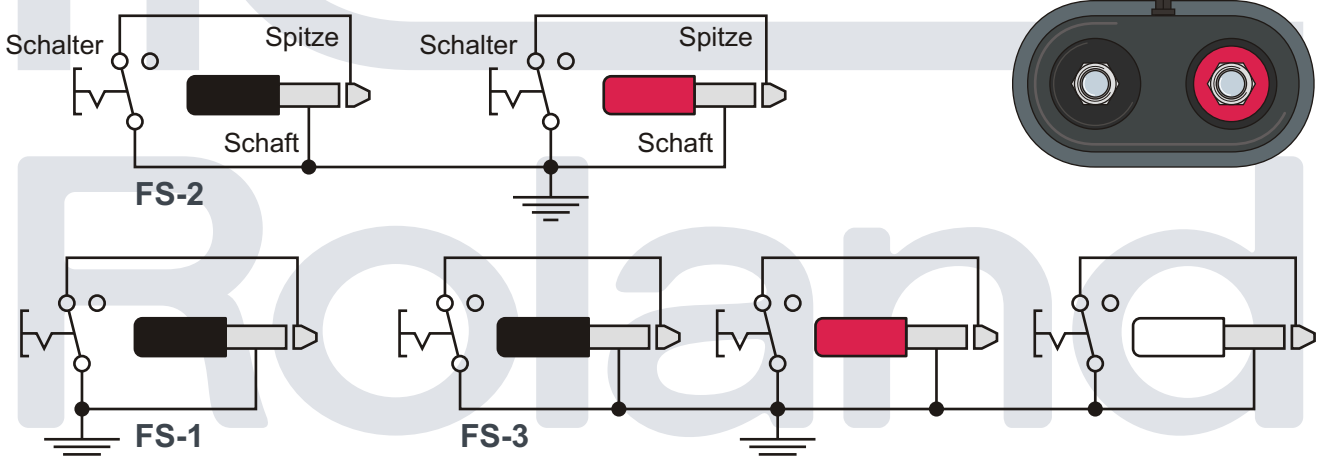 Schalter Spitze Schalter Spitze
Schaft Schaft
FS-2
Roland
FS-1 FS-3